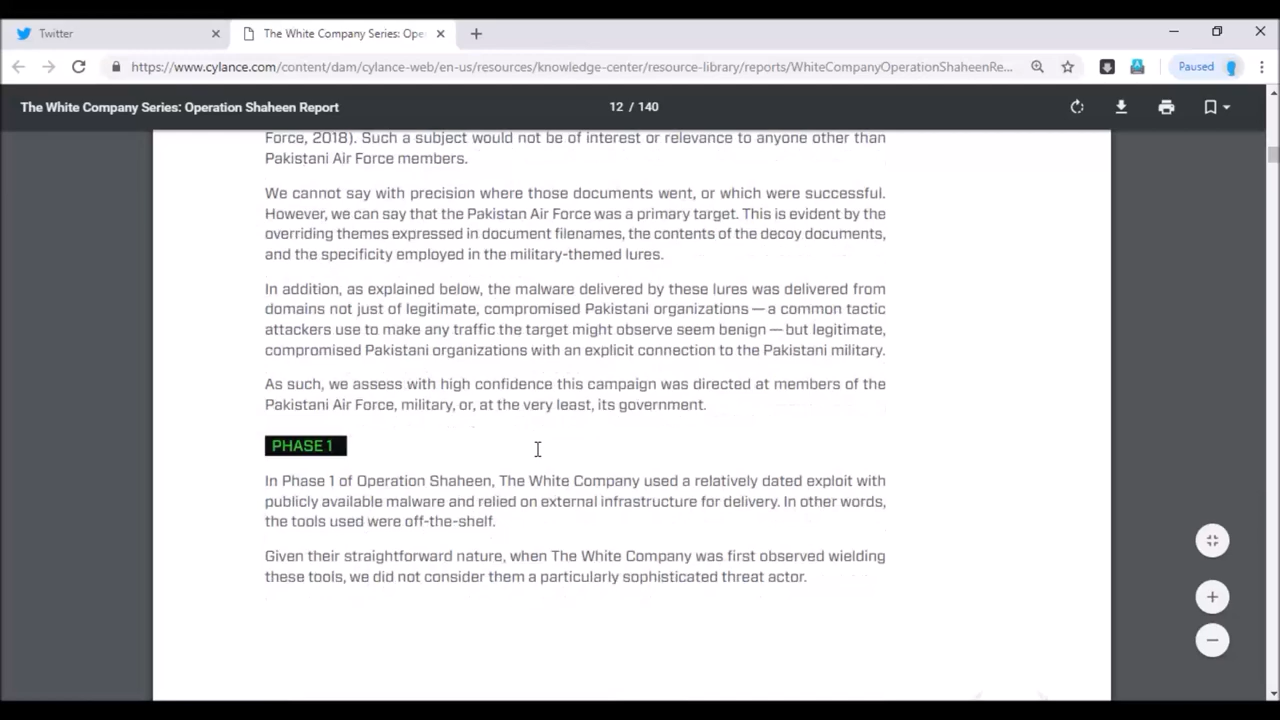 Twitter
The White Company Series: Ope
https://www.cylance.com/content/dam/cylance-web/en-us/resources/knowledge-center/resource-library/reports/WhiteCompanyOperationShaheenRe...
Paused
The White Company Series: Operation Shaheen Report
12 / 140
Force, 2018). Such a subject would not be of interest or relevance to anyone other than
Pakistani Air Force members.
We cannot say with precision where those documents went, or which were successful.
However, we can say that the Pakistan Air Force was a primary target. This is evident by the
overriding themes expressed in document filenames, the contents of the decoy documents,
and the specificity employed in the military-themed lures.
In addition, as explained below, the malware delivered by these lures was delivered from
domains not just of legitimate, compromised Pakistani organizations — a common tactic
attackers use to make any traffic the target might observe seem benign — but legitimate,
compromised Pakistani organizations with an explicit connection to the Pakistani military.
As such, we assess with high confidence this campaign was directed at members of the
Pakistani Air Force, military, or, at the very least, its government.
PHASE 1
In Phase 1 of Operation Shaheen, The White Company used a relatively dated exploit with
publicly available malware and relied on external infrastructure for delivery. In other words,
the tools used were off-the-shelf.
Given their straightforward nature, when The White Company was first observed wielding
these tools, we did not consider them a particularly sophisticated threat actor.